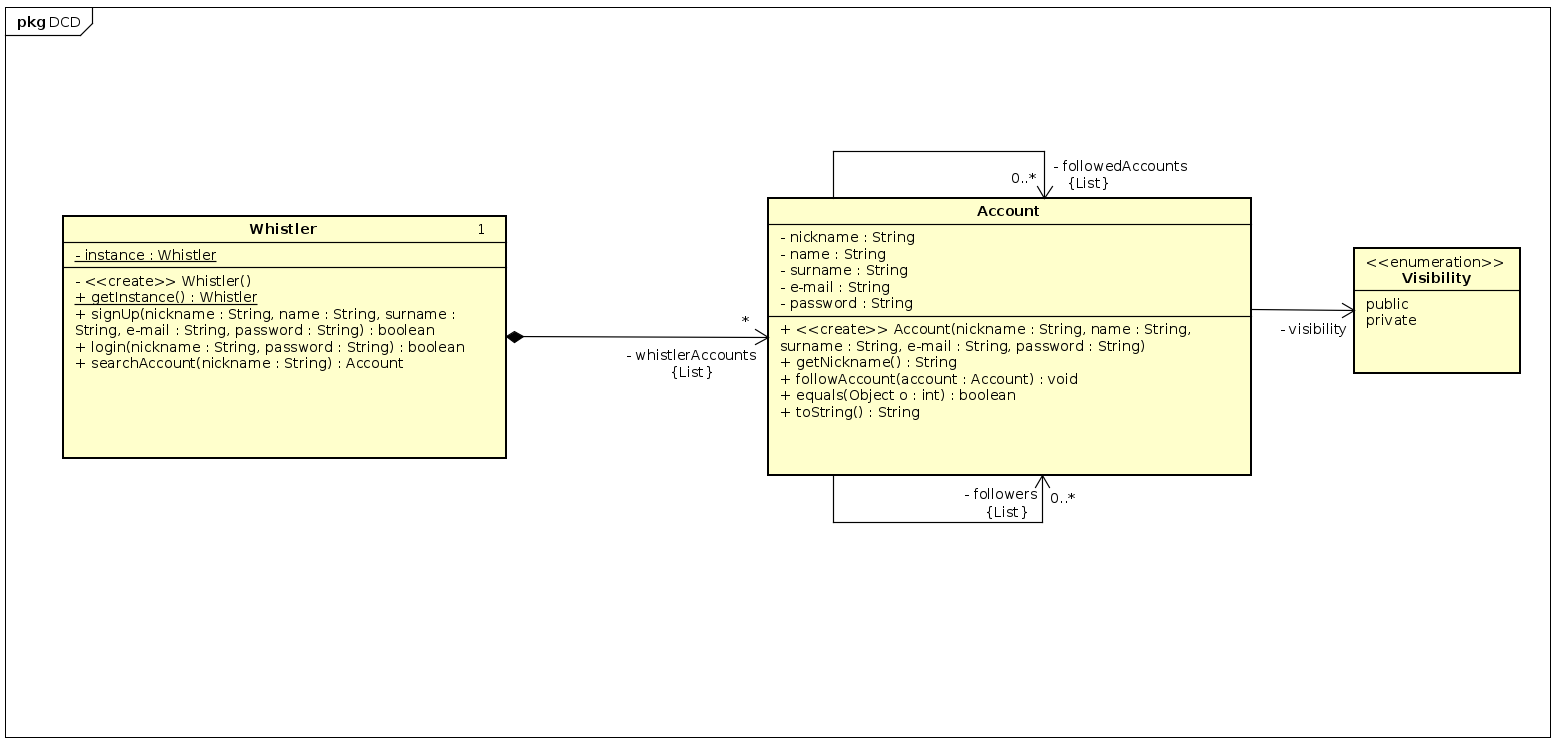 pkg DCD
Whistler 1
- instance : Whistler
- <<create>> Whistler()
+ getInstance() : Whistler
+ signUp(nickname : String, name : String, surname :
String, e-mail : String, password : String) : boolean
+ login(nickname : String, password : String) : boolean
+ searchAccount(nickname : String) : Account
*
- whistlerAccounts
{List}
- followedAccounts
0..*
{List}
Account
- nickname : String
- name : String
- surname : String
- e-mail : String
- password : String
+ <<create>> Account(nickname : String, name : String,
surname : String, e-mail : String, password : String)
+ getNickname() : String
+ followAccount(account : Account) : void
+ equals(Object o : int) : boolean
+ toString() : String
- followers
0..*
{List}
- visibility
<<enumeration>>
Visibility
public
private